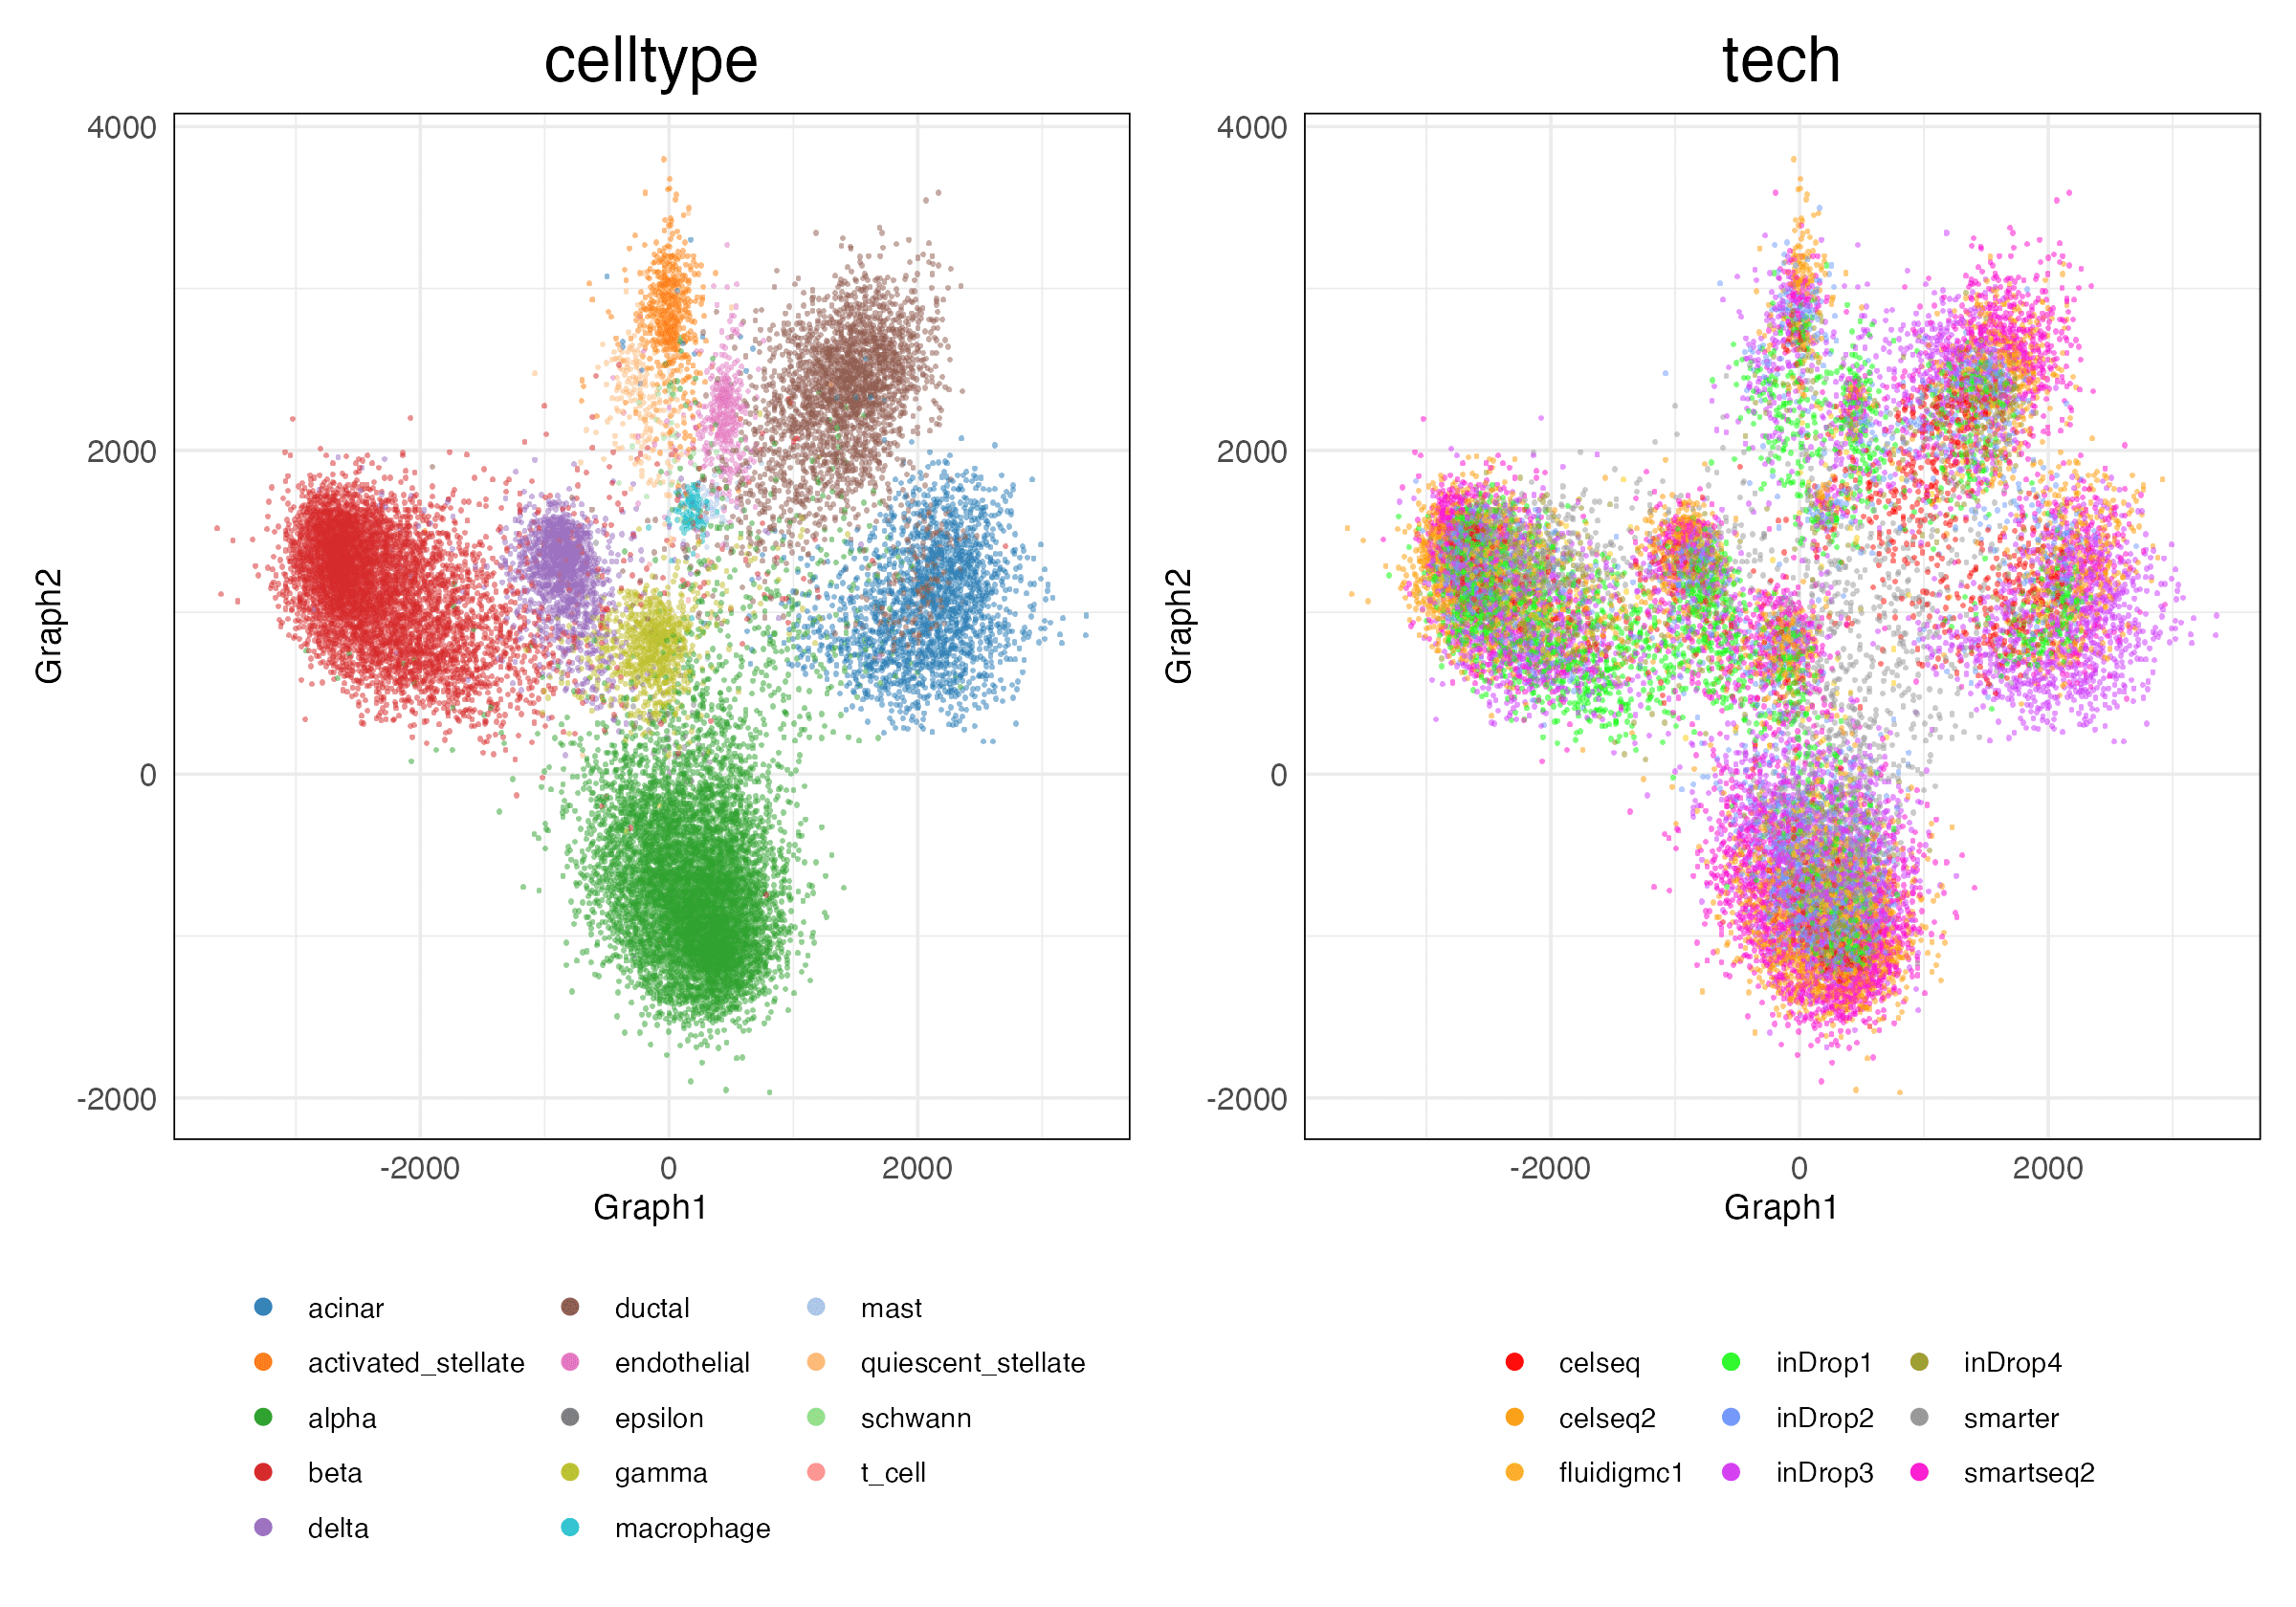 celltype
tech
4000
2000
0
-2000
Graph2
-2000 0 2000
Graph1
4000
2000
0
-2000
Graph2
-2000 0 2000
Graph1
acinar
activated_stellate
alpha
beta
delta
ductal
endothelial
epsilon
gamma
macrophage
mast
quiescent_stellate
schwann
t_cell
celseq
celseq2
fluidigmc1
inDrop1
inDrop2
inDrop3
inDrop4
smarter
smartseq2